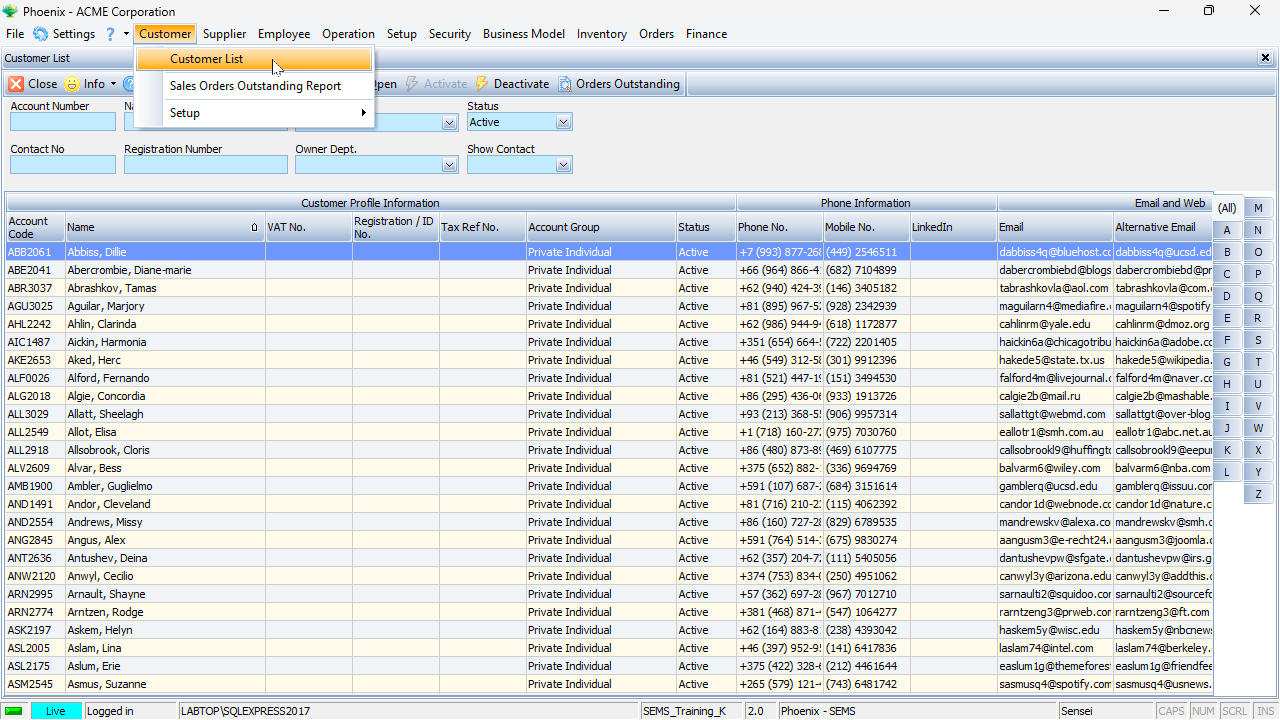 Phoenix - ACME Corporation
File Settings ? Customer Supplier Employee Operation Setup Security Business Model Inventory Orders Finance
Customer List
Customer List
Sales Orders Outstanding Report
Setup
Close Info Activate Deactivate Orders Outstanding
Account Number Status
Active
Contact No Registration Number Owner Dept. Show Contact
Customer Profile Information Phone Information Email and Web
Account Code Name VAT No. Registration / ID No. Tax Ref No. Account Group Status Phone No. Mobile No. LinkedIn Email Alternative Email
ABB2061 Abbiss, Dillie Private Individual Active +7 (993) 877-26 (449) 2546511 dabbiss4q@bluehost.cc dabbiss4q@ucsd.ed
ABE2041 Abercrombie, Diane-marie Private Individual Active +66 (964) 866-4 (682) 7104899 dabercrombiebd@blogs dabercrombiebd@pr
ABR3037 Abrashkov, Tamas Private Individual Active +62 (940) 424-3 (146) 3405182 tabrashkovla@aol.com tabrashkovla@com.
AGU3025 Aguilar, Marjory Private Individual Active +81 (895) 967-5 (928) 2342939 maguilarn4@mediafire. maguilarn4@spotify
AHL2242 Ahlin, Clarinda Private Individual Active +62 (986) 944-9 (618) 1172877 cahlinrm@yale.edu cahlinrm@dmoz.org
AIC1487 Aickin, Harmonia Private Individual Active +351 (654) 664- (722) 2201405 haickin6a@chicagotribu haickin6a@adobe.cc
AKE2653 Aked, Herc Private Individual Active +46 (549) 312-5 (301) 9912396 hakede5@state.tx.us hakede5@wikipedia.
ALF0026 Alford, Fernando Private Individual Active +81 (521) 447-1 (151) 3494530 falford4m@livejournal. falford4m@naver.cc
ALG2018 Algie, Concordia Private Individual Active +86 (295) 436-0 (933) 1913726 calgie2b@mail.ru calgie2b@mashable.
ALL3029 Allatt, Sheelagh Private Individual Active +93 (213) 368-5 (906) 9957314 sallattgt@webmd.com sallattgt@over-blog
ALL2549 Allot, Elisa Private Individual Active +1 (718) 160-27 (975) 7030760 eallotr1@smh.com.au eallotr1@abc.net.au
ALL2918 Allsobrook, Cloris Private Individual Active +86 (480) 873-8 (469) 6107775 callsobrookl9@huffingt callsobrookl9@eepu
ALV2609 Alvar, Bess Private Individual Active +375 (652) 882- (336) 9694769 balvarm6@wiley.com balvarm6@nba.com
AMB1900 Ambler, Guglielmo Private Individual Active +591 (107) 687- (684) 3151614 gamblerq@ucsd.edu gamblerq@issuu.cor
AND1491 Andor, Cleveland Private Individual Active +81 (716) 210-2 (115) 4062392 candor1d@webnode.cc candor1d@nature.c
AND2554 Andrews, Missy Private Individual Active +86 (160) 727-2 (829) 6789535 mandrewskv@alexa.co mandrewskv@smh.c
ANG2845 Angus, Alex Private Individual Active +591 (764) 514- (675) 9830274 aangusm3@e-recht24. aangusm3@joomla.c
ANT2636 Antushev, Deina Private Individual Active +62 (357) 204-7 (111) 5405056 dantushevpw@sfgate. dantushevpw@irs.g
ANW2120 Anwyl, Cecilio Private Individual Active +374 (753) 834- (250) 4951062 canwyl3y@arizona.edu canwyl3y@addthis.c
ARN2995 Arnault, Shayne Private Individual Active +57 (362) 697-2 (967) 7012710 sarnaulti2@squidoo.cor sarnaulti2@sourcefc
ARN2774 Arntzen, Rodge Private Individual Active +381 (468) 871- (547) 1064277 rarntzeng3@prweb.cor rarntzeng3@ft.com
ASK2197 Askem, Helyn Private Individual Active +62 (164) 883-8 (238) 4393042 haskem5y@wisc.edu haskem5y@nbcnew
ASL2005 Aslam, Lina Private Individual Active +46 (397) 952-9 (141) 6417836 laslam74@intel.com laslam74@berkeley.
ASL2175 Aslum, Erie Private Individual Active +375 (422) 328- (212) 4461644 easlum1g@themefores easlum1g@friendfee
ASM2545 Asmus, Suzanne Private Individual Active +265 (579) 121- (743) 6481742 sasmusq4@spotify.com sasmusq4@usnews.
(All) M
A N
B O
C P
D Q
E R
F S
G T
H U
I V
J W
K X
L Y
Z
Live Logged in LABTOP\SQLEXPRESS2017 SEMS_Training_K 2.0 Phoenix - SEMS Sensei CAPS NUM SCRL INS